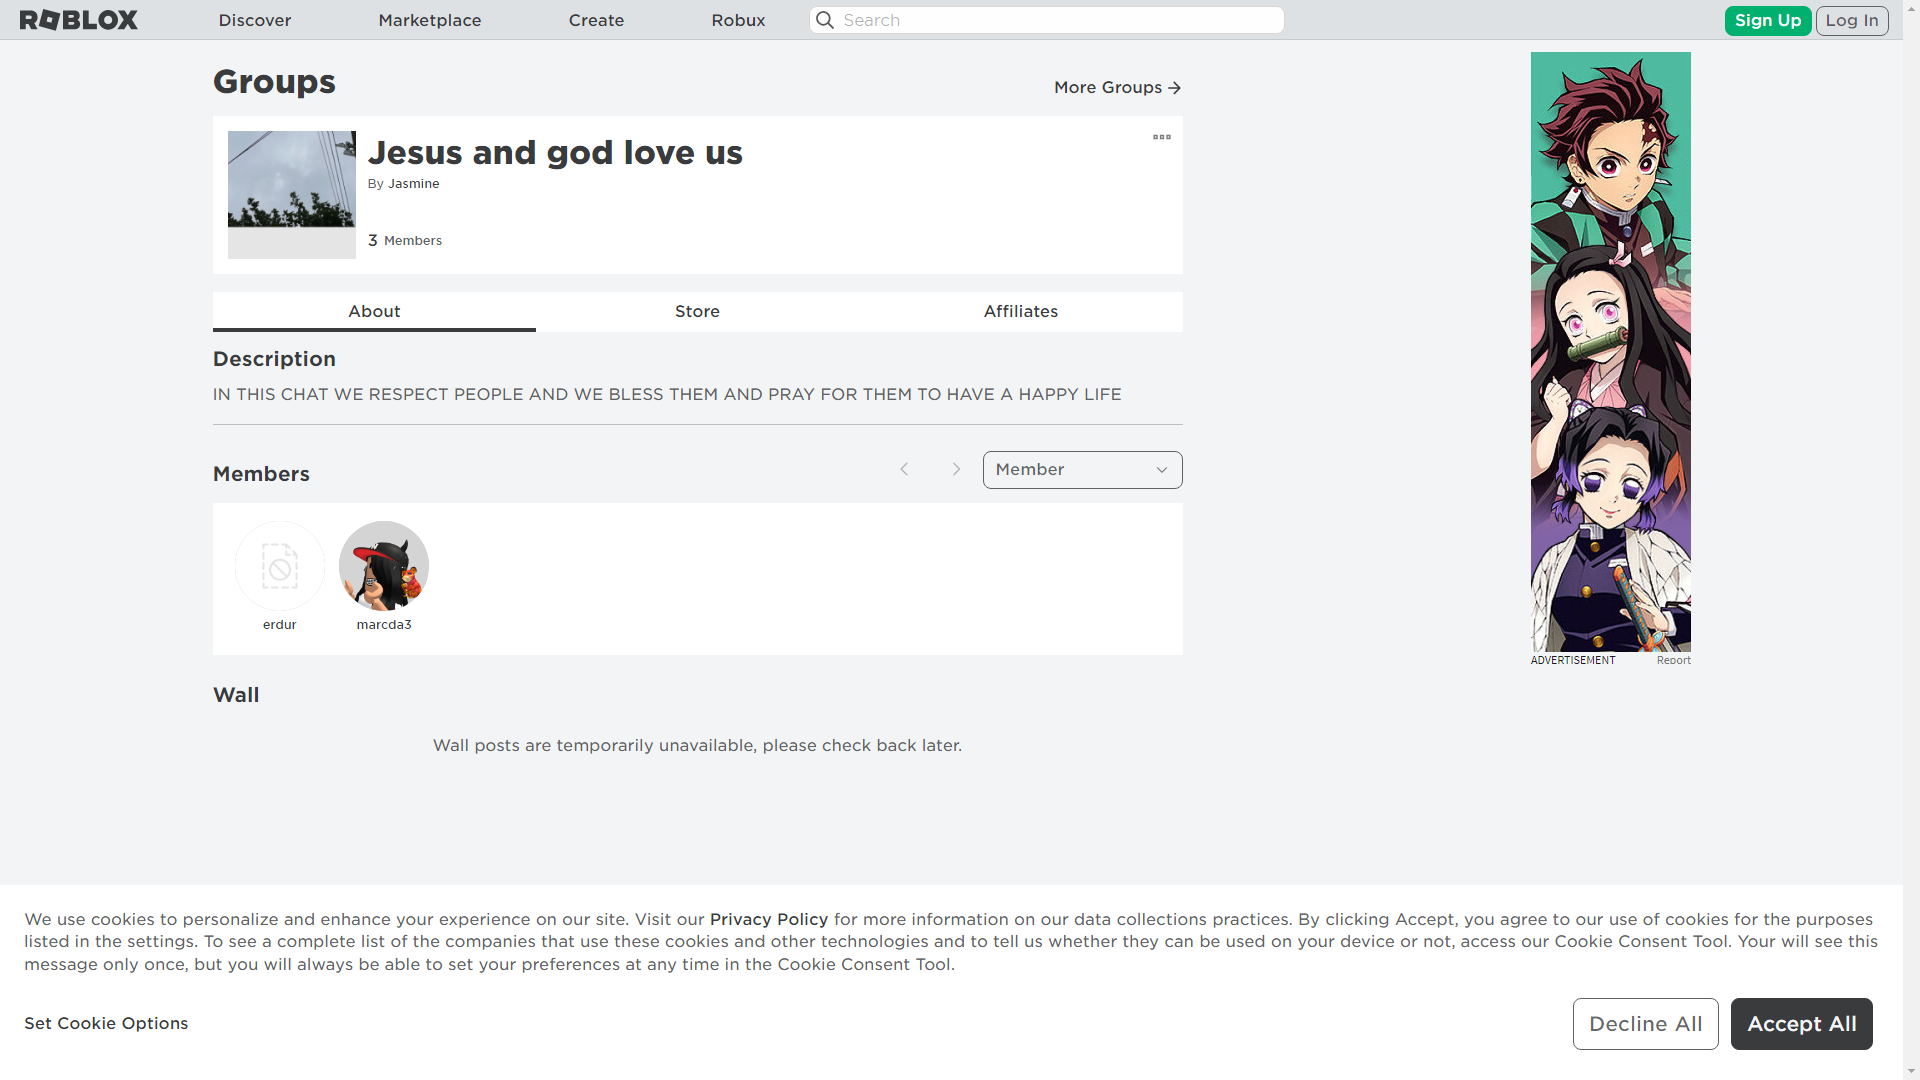 ROBLOX
Discover
Marketplace
Create
Robux
Search
Sign Up
Log In
Groups
More Groups
Jesus and god love us
By Jasmine
3 Members
About
Store
Affiliates
Description
IN THIS CHAT WE RESPECT PEOPLE AND WE BLESS THEM AND PRAY FOR THEM TO HAVE A HAPPY LIFE
Members
Member
erdur
marcda3
ADVERTISEMENT
Report
Wall
Wall posts are temporarily unavailable, please check back later.
We use cookies to personalize and enhance your experience on our site. Visit our Privacy Policy for more information on our data collections practices. By clicking Accept, you agree to our use of cookies for the purposes
listed in the settings. To see a complete list of the companies that use these cookies and other technologies and to tell us whether they can be used on your device or not, access our Cookie Consent Tool. Your will see this
message only once, but you will always be able to set your preferences at any time in the Cookie Consent Tool.
Set Cookie Options
Decline All
Accept All